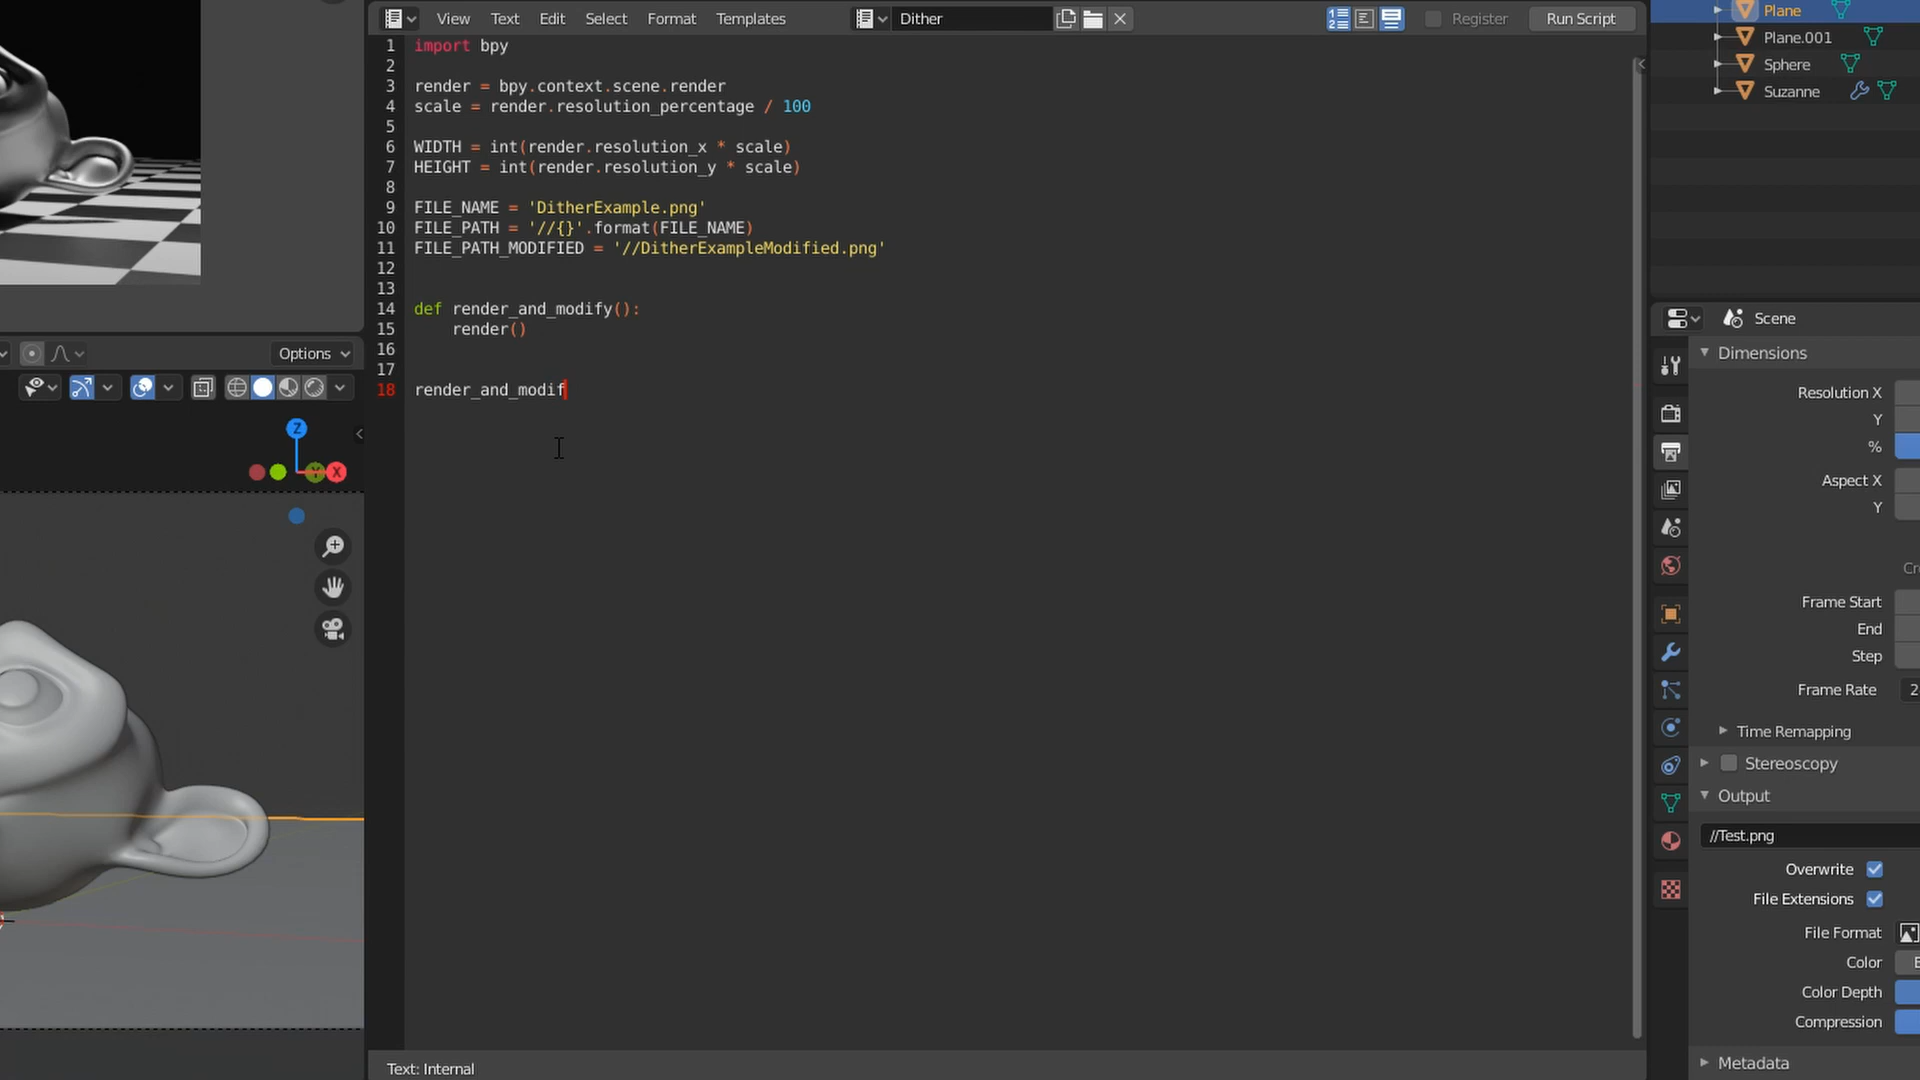 View Text Edit Select Format Templates Dither Register Run Script
1 import bpy
2
3 render = bpy.context.scene.render
4 scale = render.resolution_percentage / 100
5
6 WIDTH = int(render.resolution_x * scale)
7 HEIGHT = int(render.resolution_y * scale)
8
9 FILE_NAME = 'DitherExample.png'
10 FILE_PATH = '//{}'.format(FILE_NAME)
11 FILE_PATH_MODIFIED = '//DitherExampleModified.png'
12
13
14 def render_and_modify():
15 render()
16
17
18 render_and_modif
Text: Internal
Options
Z
Y
X
Plane
Plane.001
Sphere
Suzanne
Scene
Dimensions
Resolution X
Y
%
Aspect X
Y
Cr
Frame Start
End
Step
Frame Rate 2
Time Remapping
Stereoscopy
Output
//Test.png
Overwrite
File Extensions
File Format
Color
Color Depth
Compression
Metadata